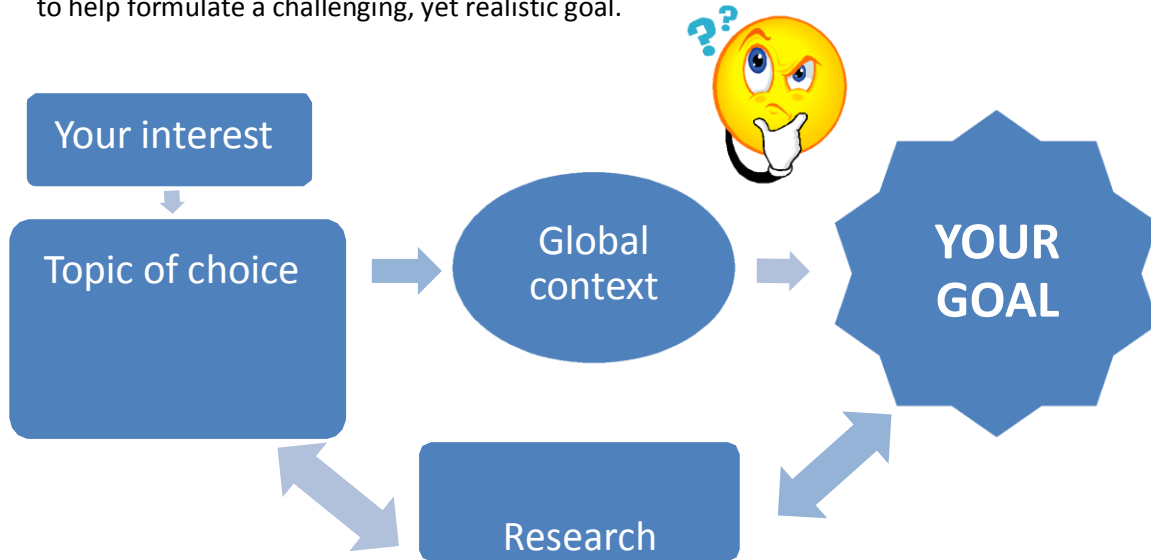 to help formulate a challenging, yet realistic goal.
??
Your interest
Topic of choice
Global
context
YOUR
GOAL
Research